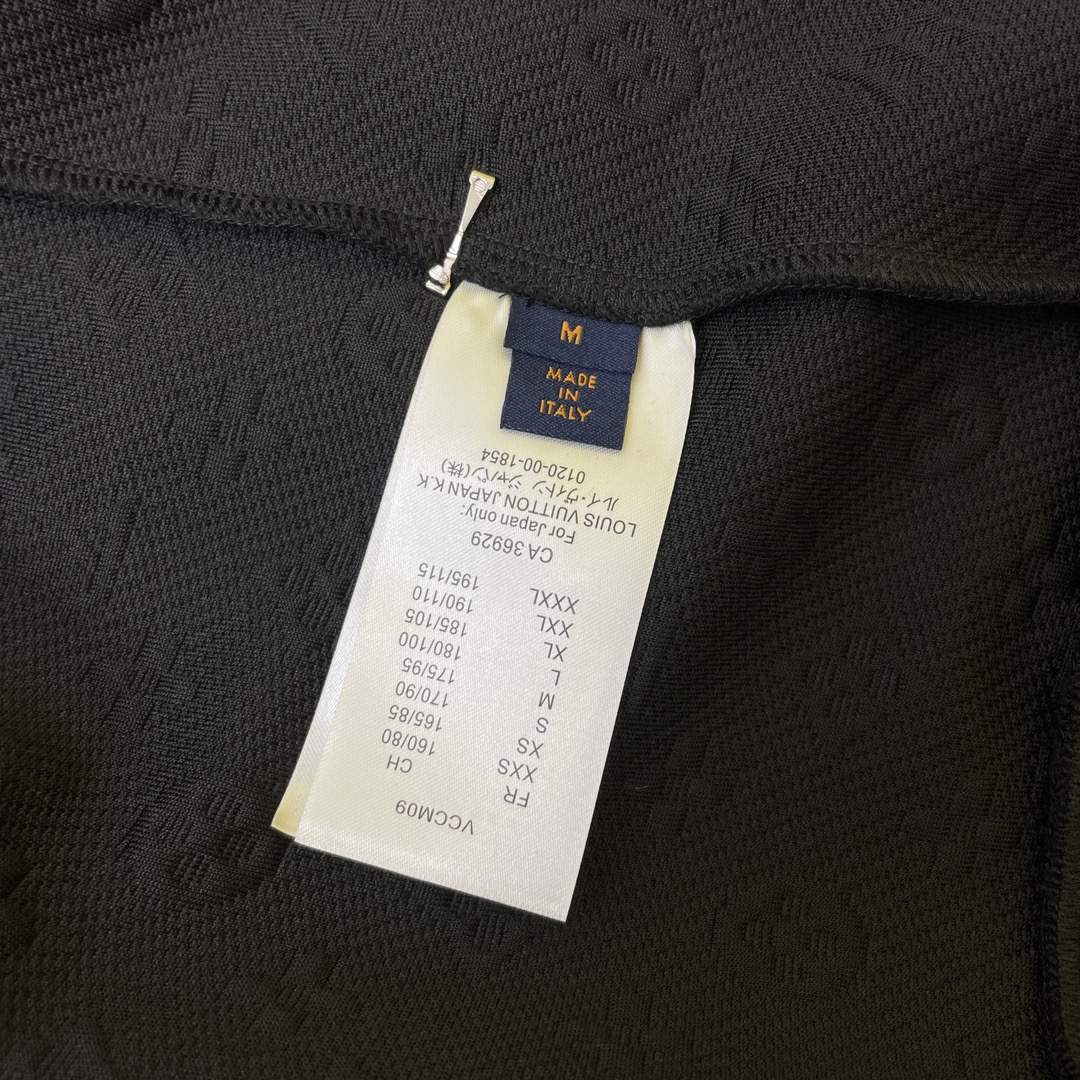 M
MADE
IN
ITALY
VCCM09
FR CH
XXS 160/80
XS 165/85
S 170/90
M 175/95
L 180/100
XL 185/105
XXL 190/110
XXXL 195/115
CA 36929
For Japan only:
LOUIS VUITTON JAPAN K.K
ルイ・ヴィトン ジャパン(株)
0120-00-1854